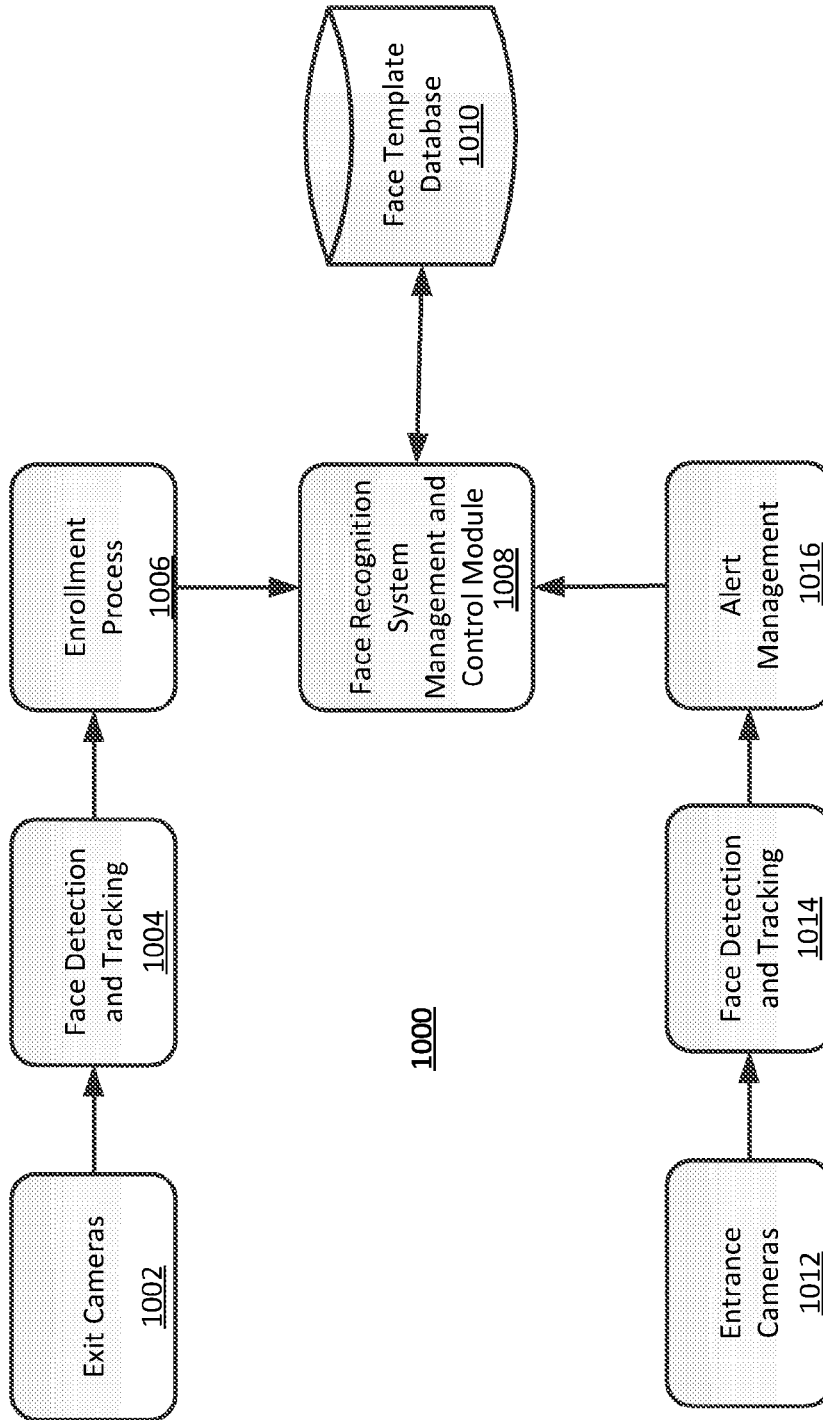 Exit Cameras
1002
Face Detection
and Tracking
1004
Enrollment
Process
1006
Face Recognition
System
Management and
Control Module
1008
Face Template
Database
1010
1000
Entrance
Cameras
1012
Face Detection
and Tracking
1014
Alert
Management
1016